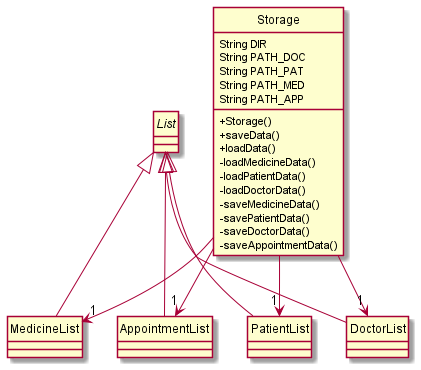 Storage
String DIR
String PATH_DOC
String PATH_PAT
String PATH_MED
String PATH_APP
+Storage()
+saveData()
+loadData()
-loadMedicineData()
-loadPatientData()
-loadDoctorData()
-saveMedicineData()
-savePatientData()
-saveDoctorData()
-saveAppointmentData()
List
1
1
1
1
MedicineList
AppointmentList
PatientList
DoctorList